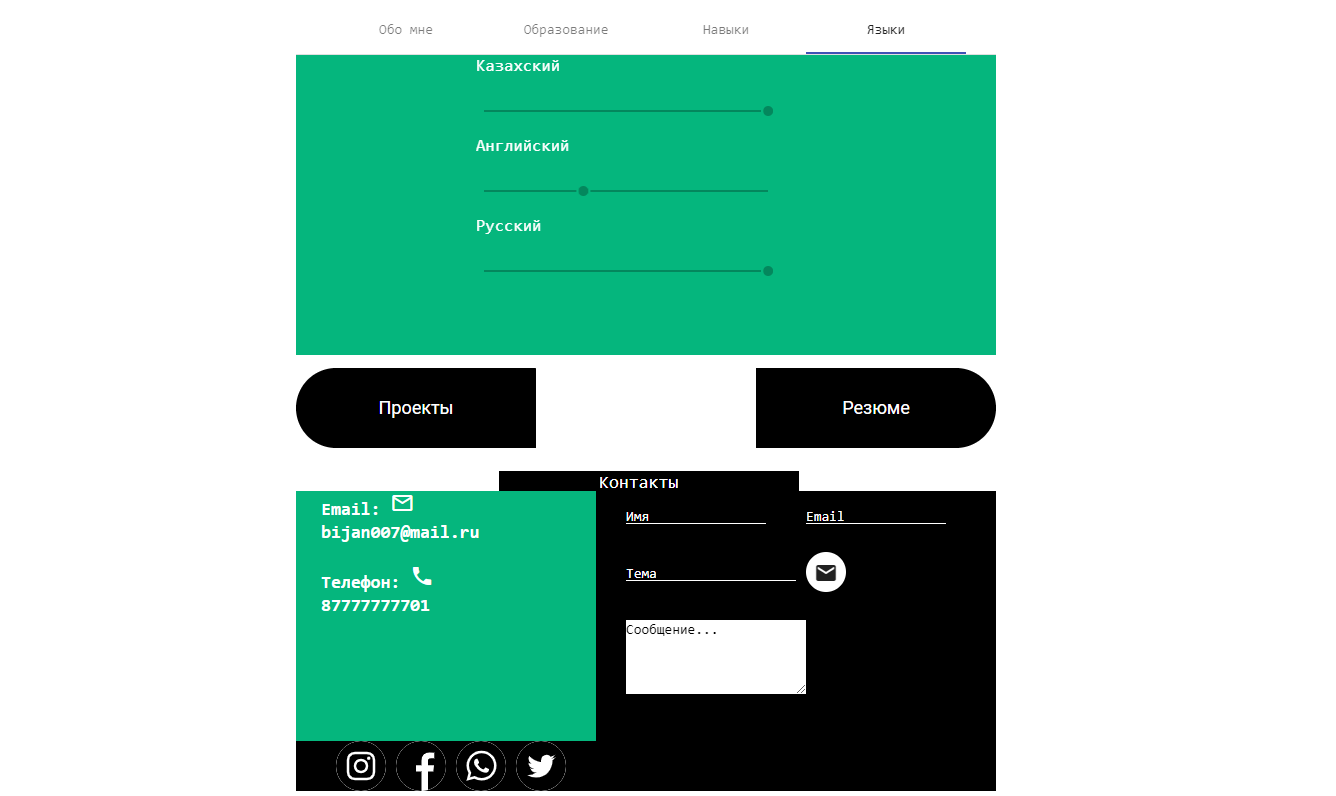 Обо мне Образование Навыки Языки
Казахский
Английский
Русский
Проекты Резюме
Контакты
Email:
bijan007@mail.ru
Телефон:
87777777701
Имя Email
Тема
Сообщение...